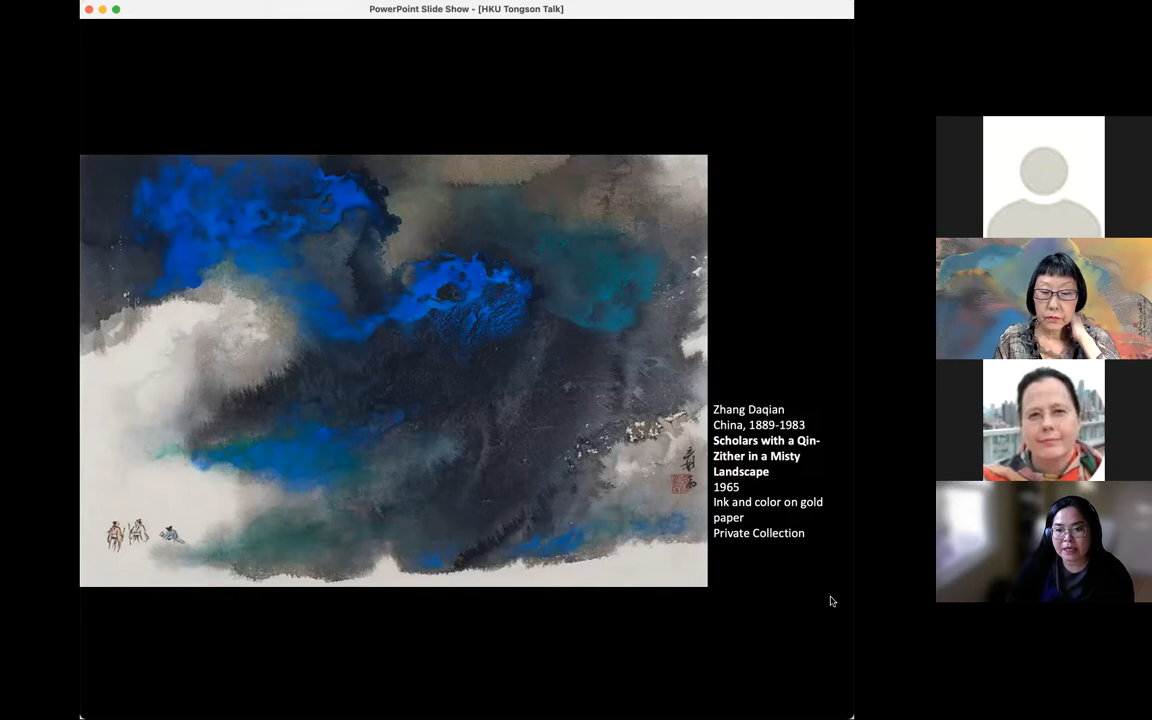 PowerPoint Slide Show - [HKU Tongson Talk]
Zhang Daqian
China, 1889-1983
Scholars with a Qin-
Zither in a Misty
Landscape
1965
Ink and color on gold
paper
Private Collection